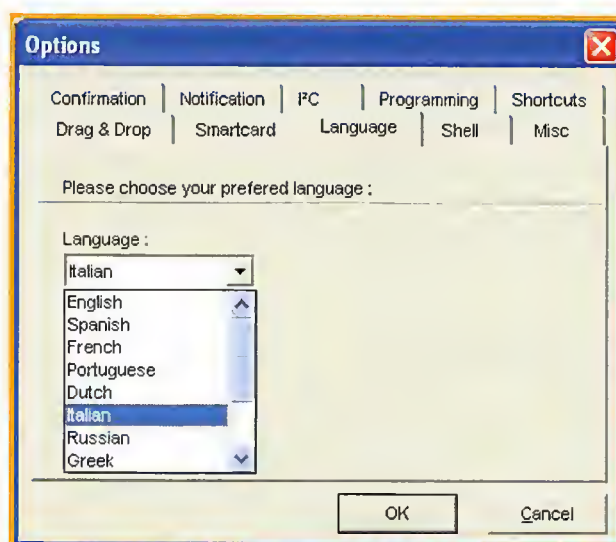 Options
Confirmation Notification I²C Programming Shortcuts
Drag & Drop Smartcard Language Shell Misc
Please choose your prefered language :
Language :
Italian
English
Spanish
French
Portuguese
Dutch
Italian
Russian
Greek
OK Cancel